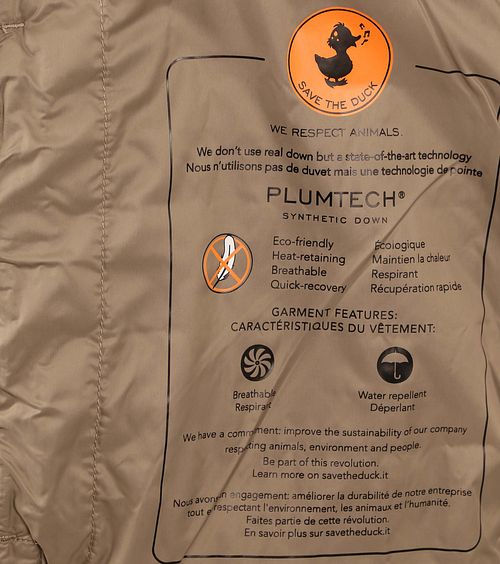 SAVE THE DUCK
WE RESPECT ANIMALS.
We don't use real down but a state-of-the-art technology
Nous n'utilisons pas de duvet mais une technologie de pointe
PLUMTECH®
SYNTHETIC DOWN
Eco-friendly Écologique
Heat-retaining Maintien la chaleur
Breathable Respirant
Quick-recovery Récupération rapide
GARMENT FEATURES:
CARACTÉRISTIQUES DU VÊTEMENT:
Breathable Water repellent
Respirant Déperlant
We have a commitment: improve the sustainability of our company
respecting animals, environment and people.
Be part of this revolution.
Learn more on savetheduck.it
Nous avons un engagement: améliorer la durabilité de notre entreprise
tout e respectant l'environnement, les animaux et l'humanité.
Faites partie de cette révolution.
En savoir plus sur savetheduck.it